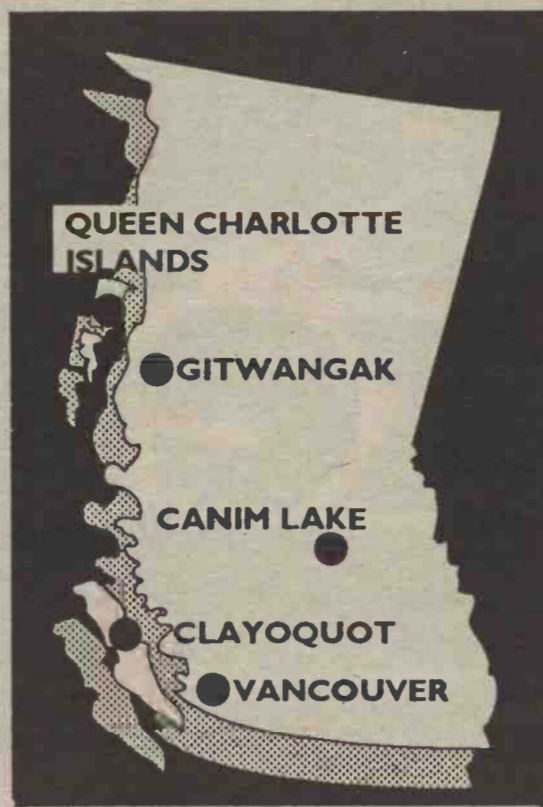 QUEEN CHARLOTTE
ISLANDS
GITWANGAK
CANIM LAKE
CLAYOQUOT
VANCOUVER